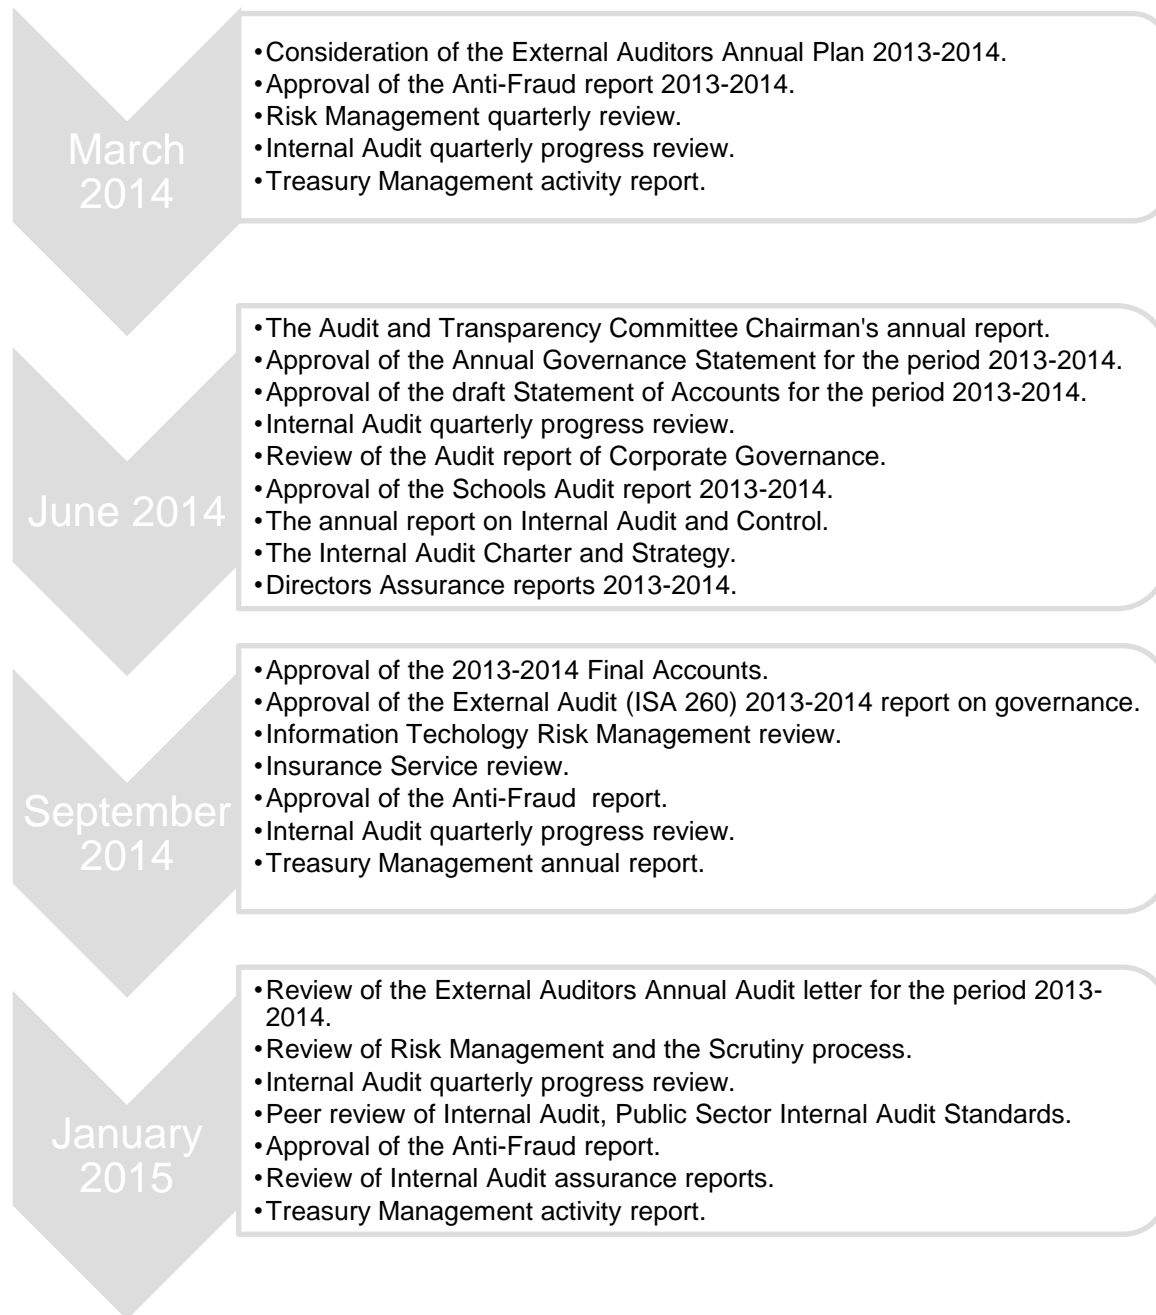 March
2014
•Consideration of the External Auditors Annual Plan 2013-2014.
•Approval of the Anti-Fraud report 2013-2014.
•Risk Management quarterly review.
•Internal Audit quarterly progress review.
•Treasury Management activity report.
June 2014
•The Audit and Transparency Committee Chairman's annual report.
•Approval of the Annual Governance Statement for the period 2013-2014.
•Approval of the draft Statement of Accounts for the period 2013-2014.
•Internal Audit quarterly progress review.
•Review of the Audit report of Corporate Governance.
•Approval of the Schools Audit report 2013-2014.
•The annual report on Internal Audit and Control.
•The Internal Audit Charter and Strategy.
•Directors Assurance reports 2013-2014.
September
2014
•Approval of the 2013-2014 Final Accounts.
•Approval of the External Audit (ISA 260) 2013-2014 report on governance.
•Information Techology Risk Management review.
•Insurance Service review.
•Approval of the Anti-Fraud  report.
•Internal Audit quarterly progress review.
•Treasury Management annual report.
January
2015
•Review of the External Auditors Annual Audit letter for the period 2013-
2014.
•Review of Risk Management and the Scrutiny process.
•Internal Audit quarterly progress review.
•Peer review of Internal Audit, Public Sector Internal Audit Standards.
•Approval of the Anti-Fraud report.
•Review of Internal Audit assurance reports.
•Treasury Management activity report.